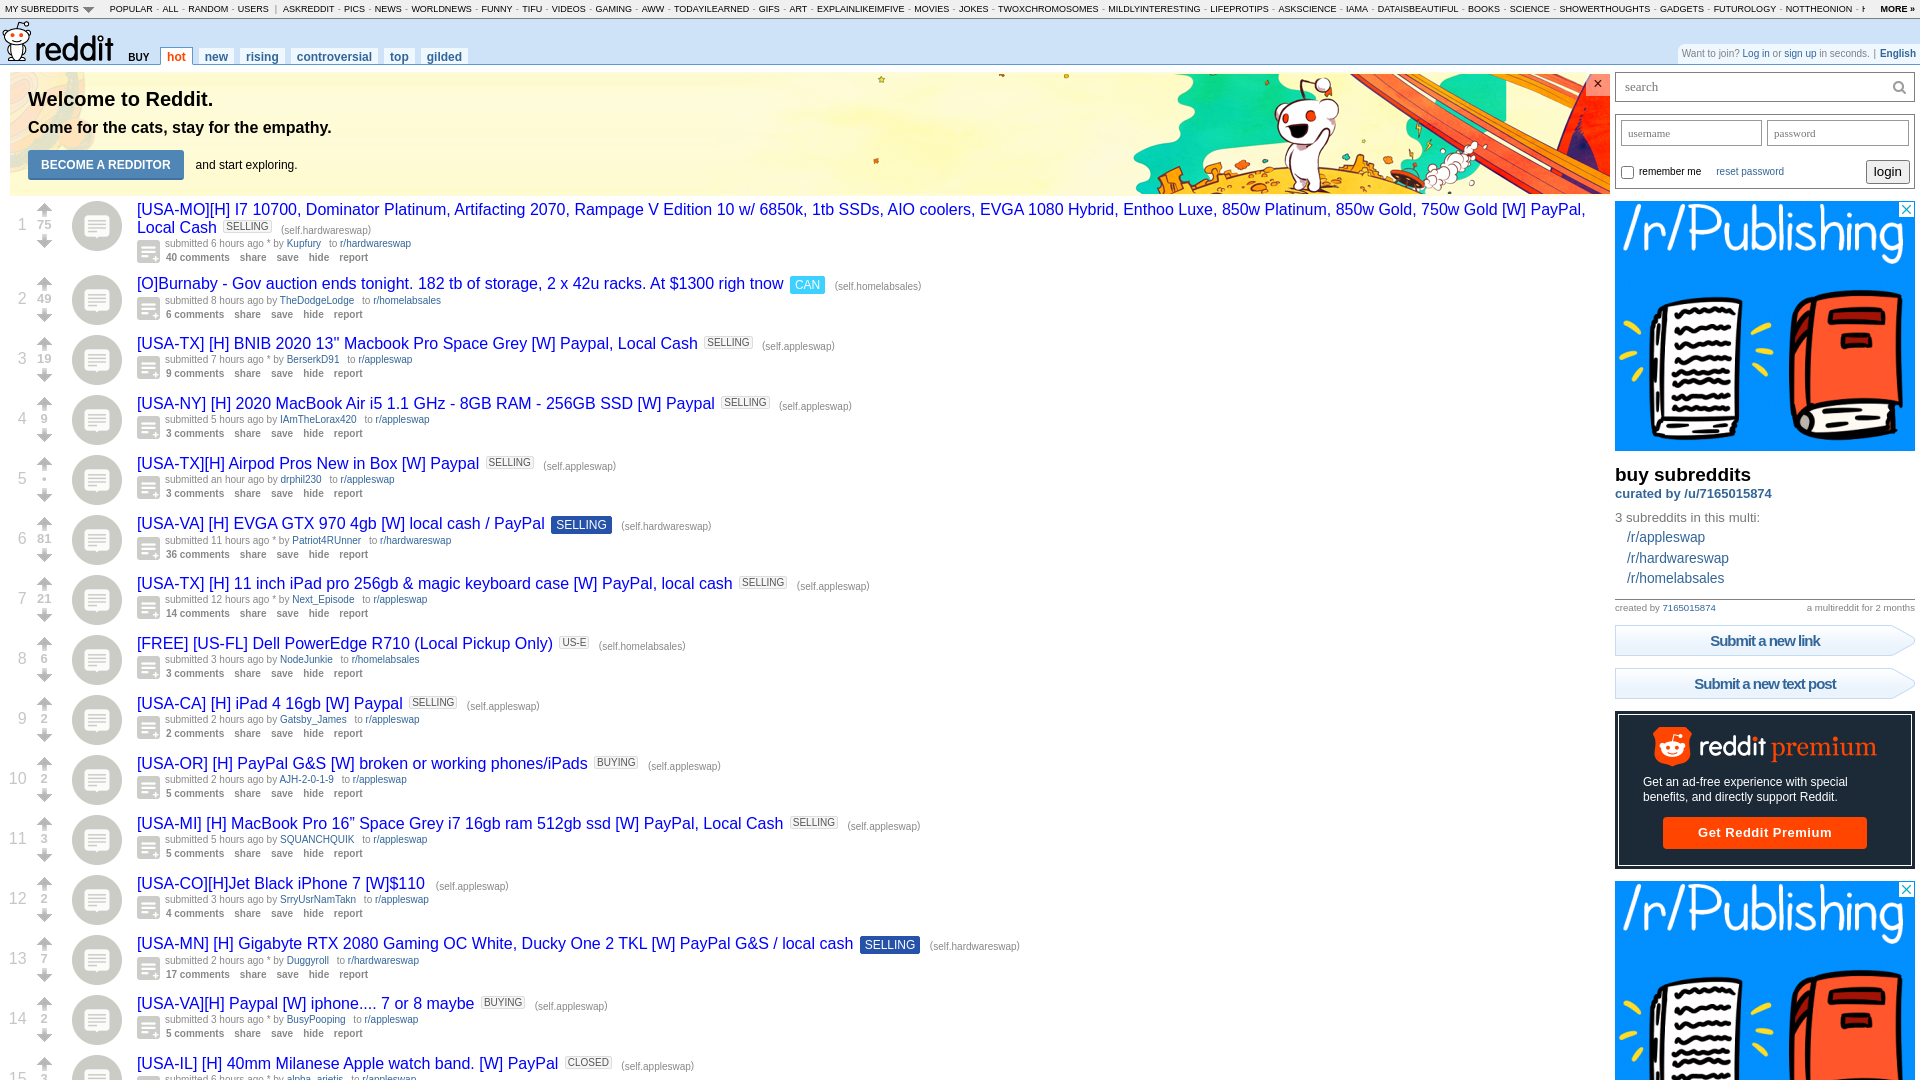 MY SUBREDDITS POPULAR - ALL - RANDOM - USERS | ASKREDDIT - PICS - NEWS - WORLDNEWS - FUNNY - TIFU - VIDEOS - GAMING - AWW - TODAYILEARNED - GIFS - ART - EXPLAINLIKEIMFIVE - MOVIES - JOKES - TWOXCHROMOSOMES - MILDLYINTERESTING - LIFEPROTIPS - ASKSCIENCE - IAMA - DATAISBEAUTIFUL - BOOKS - SCIENCE - SHOWERTHOUGHTS - GADGETS - FUTUROLOGY - NOTTHEONION - MORE »
reddit BUY hot new rising controversial top gilded
Want to join? Log in or sign up in seconds. | English
Welcome to Reddit.
Come for the cats, stay for the empathy.
BECOME A REDDITOR and start exploring.
×
search
username password
remember me reset password login
1 75 [USA-MO][H] I7 10700, Dominator Platinum, Artifacting 2070, Rampage V Edition 10 w/ 6850k, 1tb SSDs, AIO coolers, EVGA 1080 Hybrid, Enthoo Luxe, 850w Platinum, 850w Gold, 750w Gold [W] PayPal,
Local Cash SELLING (self.hardwareswap)
submitted 6 hours ago * by Kupfury to r/hardwareswap
40 comments share save hide report
2 49 [O]Burnaby - Gov auction ends tonight. 182 tb of storage, 2 x 42u racks. At $1300 righ tnow CAN (self.homelabsales)
submitted 8 hours ago by TheDodgeLodge to r/homelabsales
6 comments share save hide report
3 19 [USA-TX] [H] BNIB 2020 13" Macbook Pro Space Grey [W] Paypal, Local Cash SELLING (self.appleswap)
submitted 7 hours ago * by BerserkD91 to r/appleswap
9 comments share save hide report
4 9 [USA-NY] [H] 2020 MacBook Air i5 1.1 GHz - 8GB RAM - 256GB SSD [W] Paypal SELLING (self.appleswap)
submitted 5 hours ago by IAmTheLorax420 to r/appleswap
3 comments share save hide report
5 • [USA-TX][H] Airpod Pros New in Box [W] Paypal SELLING (self.appleswap)
submitted an hour ago by drphil230 to r/appleswap
3 comments share save hide report
6 81 [USA-VA] [H] EVGA GTX 970 4gb [W] local cash / PayPal SELLING (self.hardwareswap)
submitted 11 hours ago * by Patriot4RUnner to r/hardwareswap
36 comments share save hide report
7 21 [USA-TX] [H] 11 inch iPad pro 256gb & magic keyboard case [W] PayPal, local cash SELLING (self.appleswap)
submitted 12 hours ago * by Next_Episode to r/appleswap
14 comments share save hide report
8 6 [FREE] [US-FL] Dell PowerEdge R710 (Local Pickup Only) US-E (self.homelabsales)
submitted 3 hours ago by NodeJunkie to r/homelabsales
3 comments share save hide report
9 2 [USA-CA] [H] iPad 4 16gb [W] Paypal SELLING (self.appleswap)
submitted 2 hours ago by Gatsby_James to r/appleswap
2 comments share save hide report
10 2 [USA-OR] [H] PayPal G&S [W] broken or working phones/iPads BUYING (self.appleswap)
submitted 2 hours ago by AJH-2-0-1-9 to r/appleswap
5 comments share save hide report
11 3 [USA-MI] [H] MacBook Pro 16” Space Grey i7 16gb ram 512gb ssd [W] PayPal, Local Cash SELLING (self.appleswap)
submitted 5 hours ago by SQUANCHQUIK to r/appleswap
5 comments share save hide report
12 2 [USA-CO][H]Jet Black iPhone 7 [W]$110 (self.appleswap)
submitted 3 hours ago by SrryUsrNamTakn to r/appleswap
4 comments share save hide report
13 7 [USA-MN] [H] Gigabyte RTX 2080 Gaming OC White, Ducky One 2 TKL [W] PayPal G&S / local cash SELLING (self.hardwareswap)
submitted 2 hours ago * by Duggyroll to r/hardwareswap
17 comments share save hide report
14 2 [USA-VA][H] Paypal [W] iphone.... 7 or 8 maybe BUYING (self.appleswap)
submitted 3 hours ago * by BusyPooping to r/appleswap
5 comments share save hide report
15 3 [USA-IL] [H] 40mm Milanese Apple watch band. [W] PayPal CLOSED (self.appleswap)
submitted 6 hours ago * by alpha_arietis to r/appleswap
/r/Publishing
buy subreddits
curated by /u/7165015874
3 subreddits in this multi:
/r/appleswap
/r/hardwareswap
/r/homelabsales
created by 7165015874 a multireddit for 2 months
Submit a new link
Submit a new text post
reddit premium
Get an ad-free experience with special
benefits, and directly support Reddit.
Get Reddit Premium
/r/Publishing